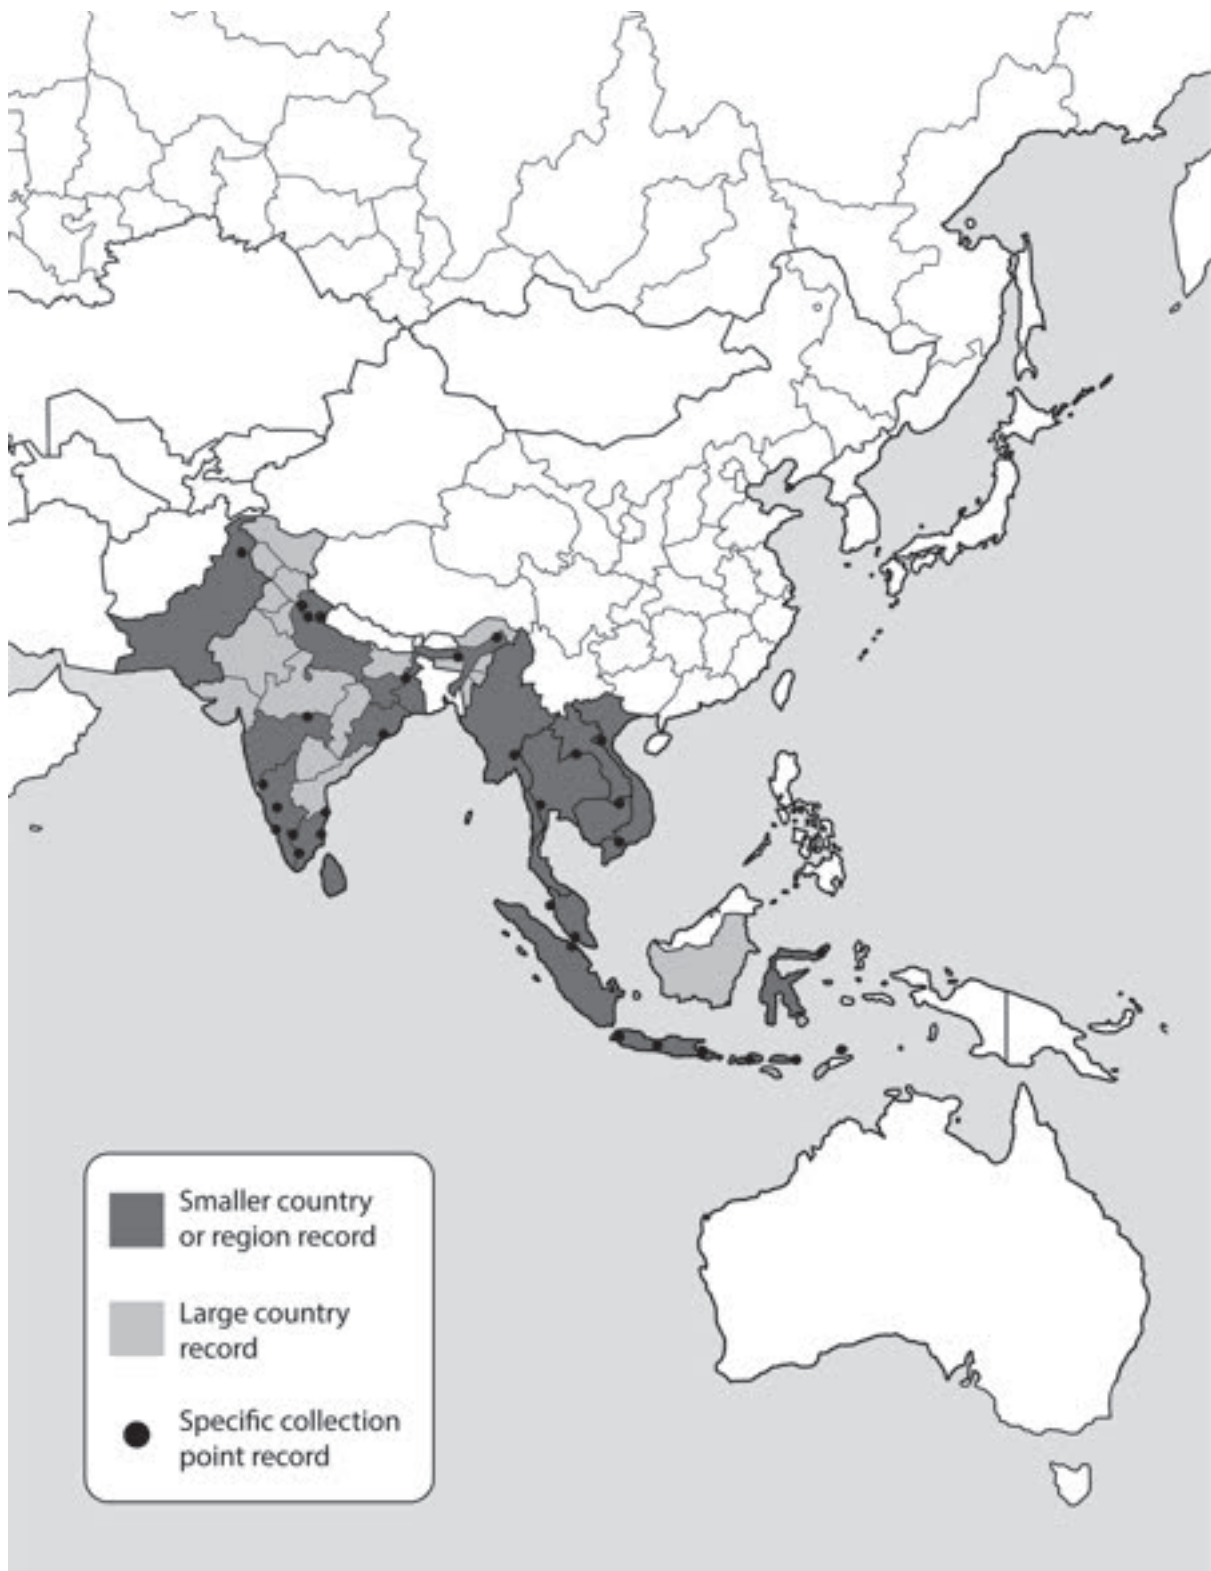 Smaller country
or region record
Large country
record
Specific collection
point record